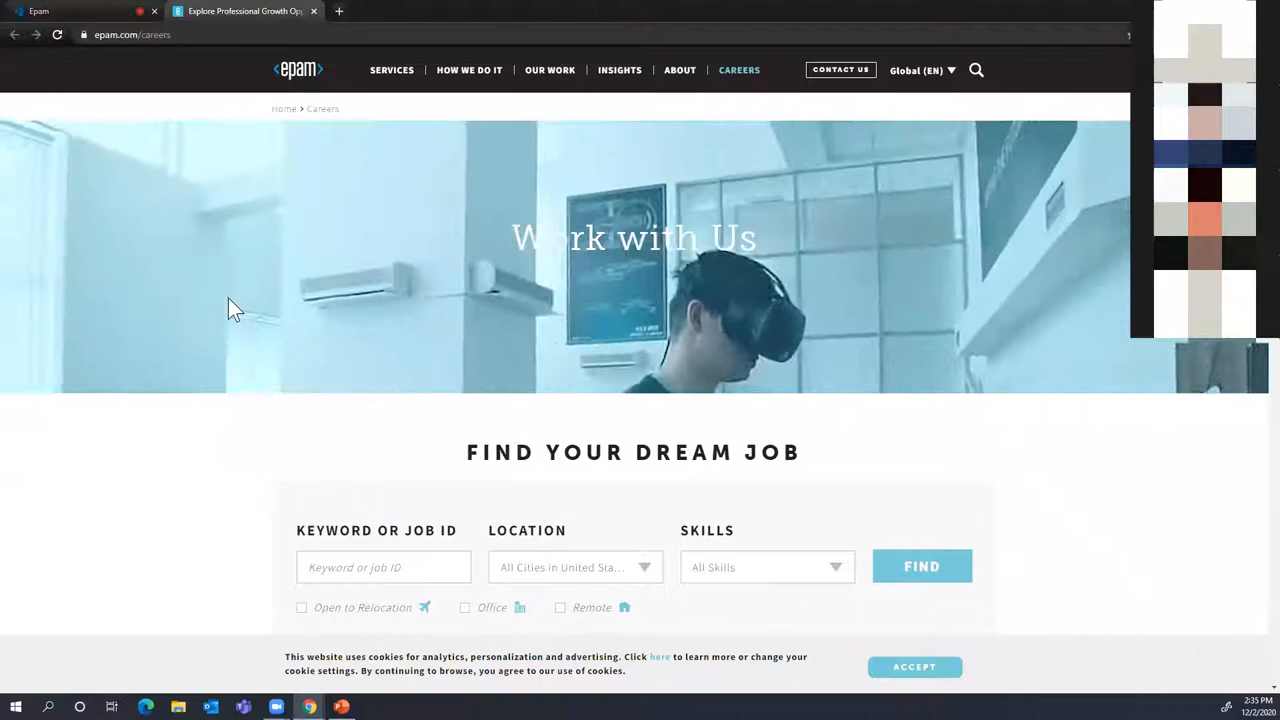 Epam
Explore Professional Growth Opp
epam.com/careers
<epam>
SERVICES | HOW WE DO IT | OUR WORK | INSIGHTS | ABOUT | CAREERS
CONTACT US
Global (EN)
Home > Careers
Work with Us
FIND YOUR DREAM JOB
KEYWORD OR JOB ID
LOCATION
SKILLS
Keyword or job ID
All Cities in United Sta...
All Skills
FIND
Open to Relocation
Office
Remote
This website uses cookies for analytics, personalization and advertising. Click here to learn more or change your
cookie settings. By continuing to browse, you agree to our use of cookies.
ACCEPT
2:35 PM
12/2/2020